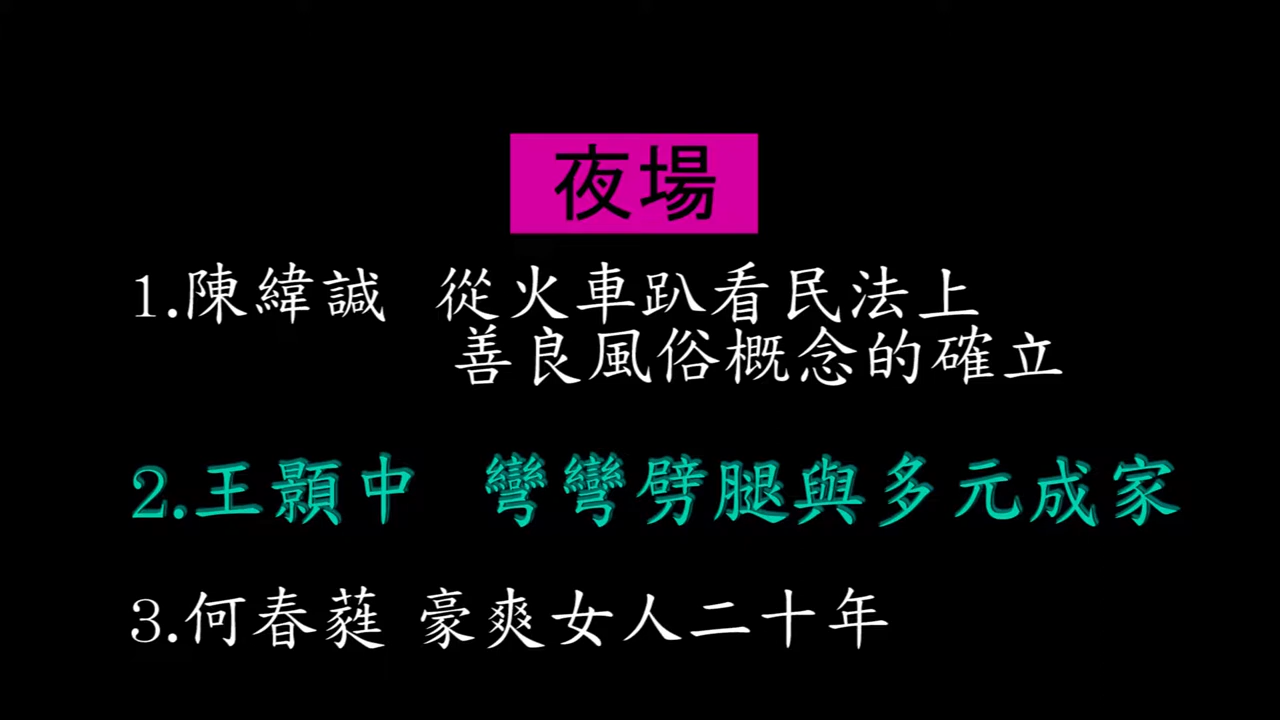 夜場
1.陳緯諴 從火車趴看民法上
善良風俗概念的確立
2.王顥中 彎彎劈腿與多元成家
3.何春蕤 豪爽女人二十年